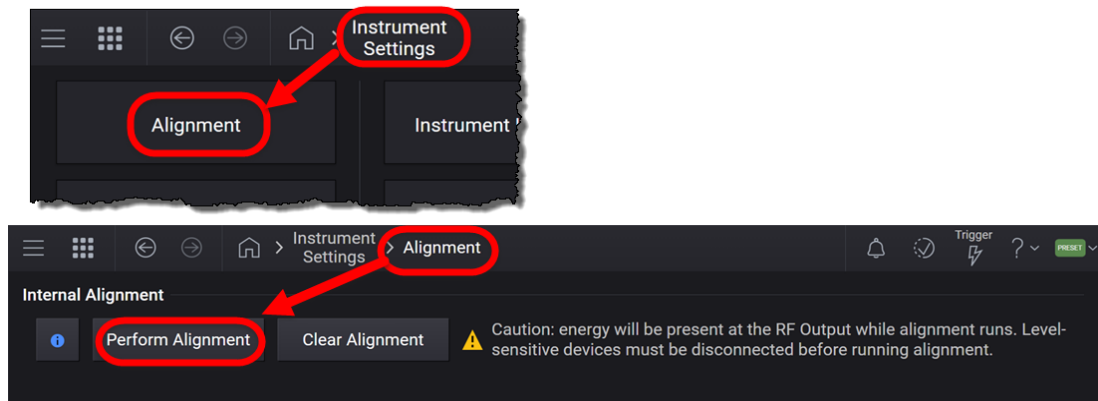 Instrument
Settings
Alignment
Instrument
Instrument
Settings
Alignment
Trigger
PRESET
Internal Alignment
Perform Alignment
Clear Alignment
Caution: energy will be present at the RF Output while alignment runs. Level-
sensitive devices must be disconnected before running alignment.